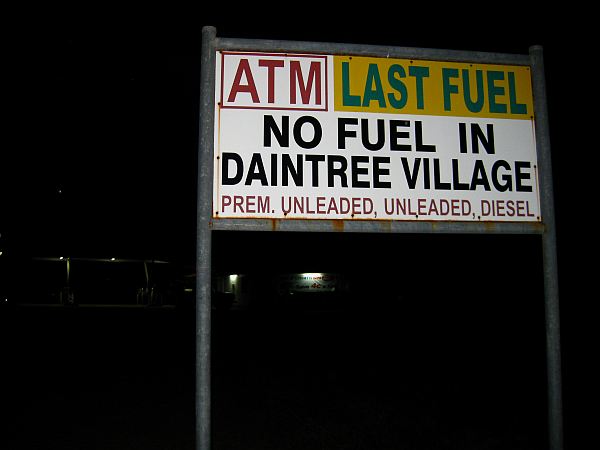 ATM LAST FUEL
NO FUEL IN
DAINTREE VILLAGE
PREM. UNLEADED, UNLEADED, DIESEL